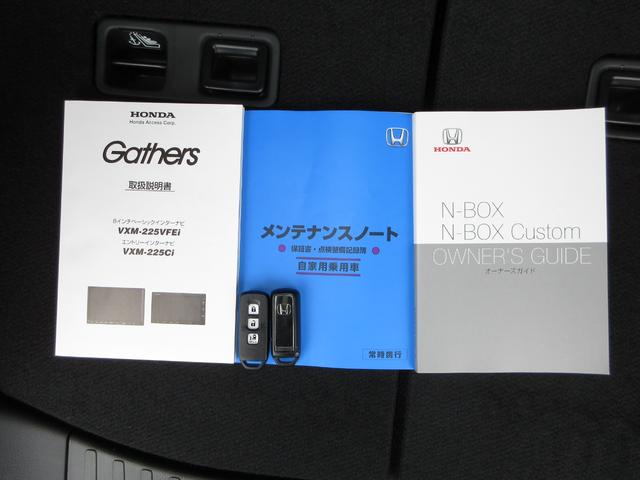 HONDA
Honda Access Corp.
Gathers
取扱説明書
8インチベーシックインターナビ
VXM-225VFEi
エントリーインターナビ
VXM-225Ci
メンテナンスノート
保証書・点検整備記録簿
自家用乗用車
常時携行
HONDA
N-BOX
N-BOX Custom
OWNER'S GUIDE
オーナーズガイド